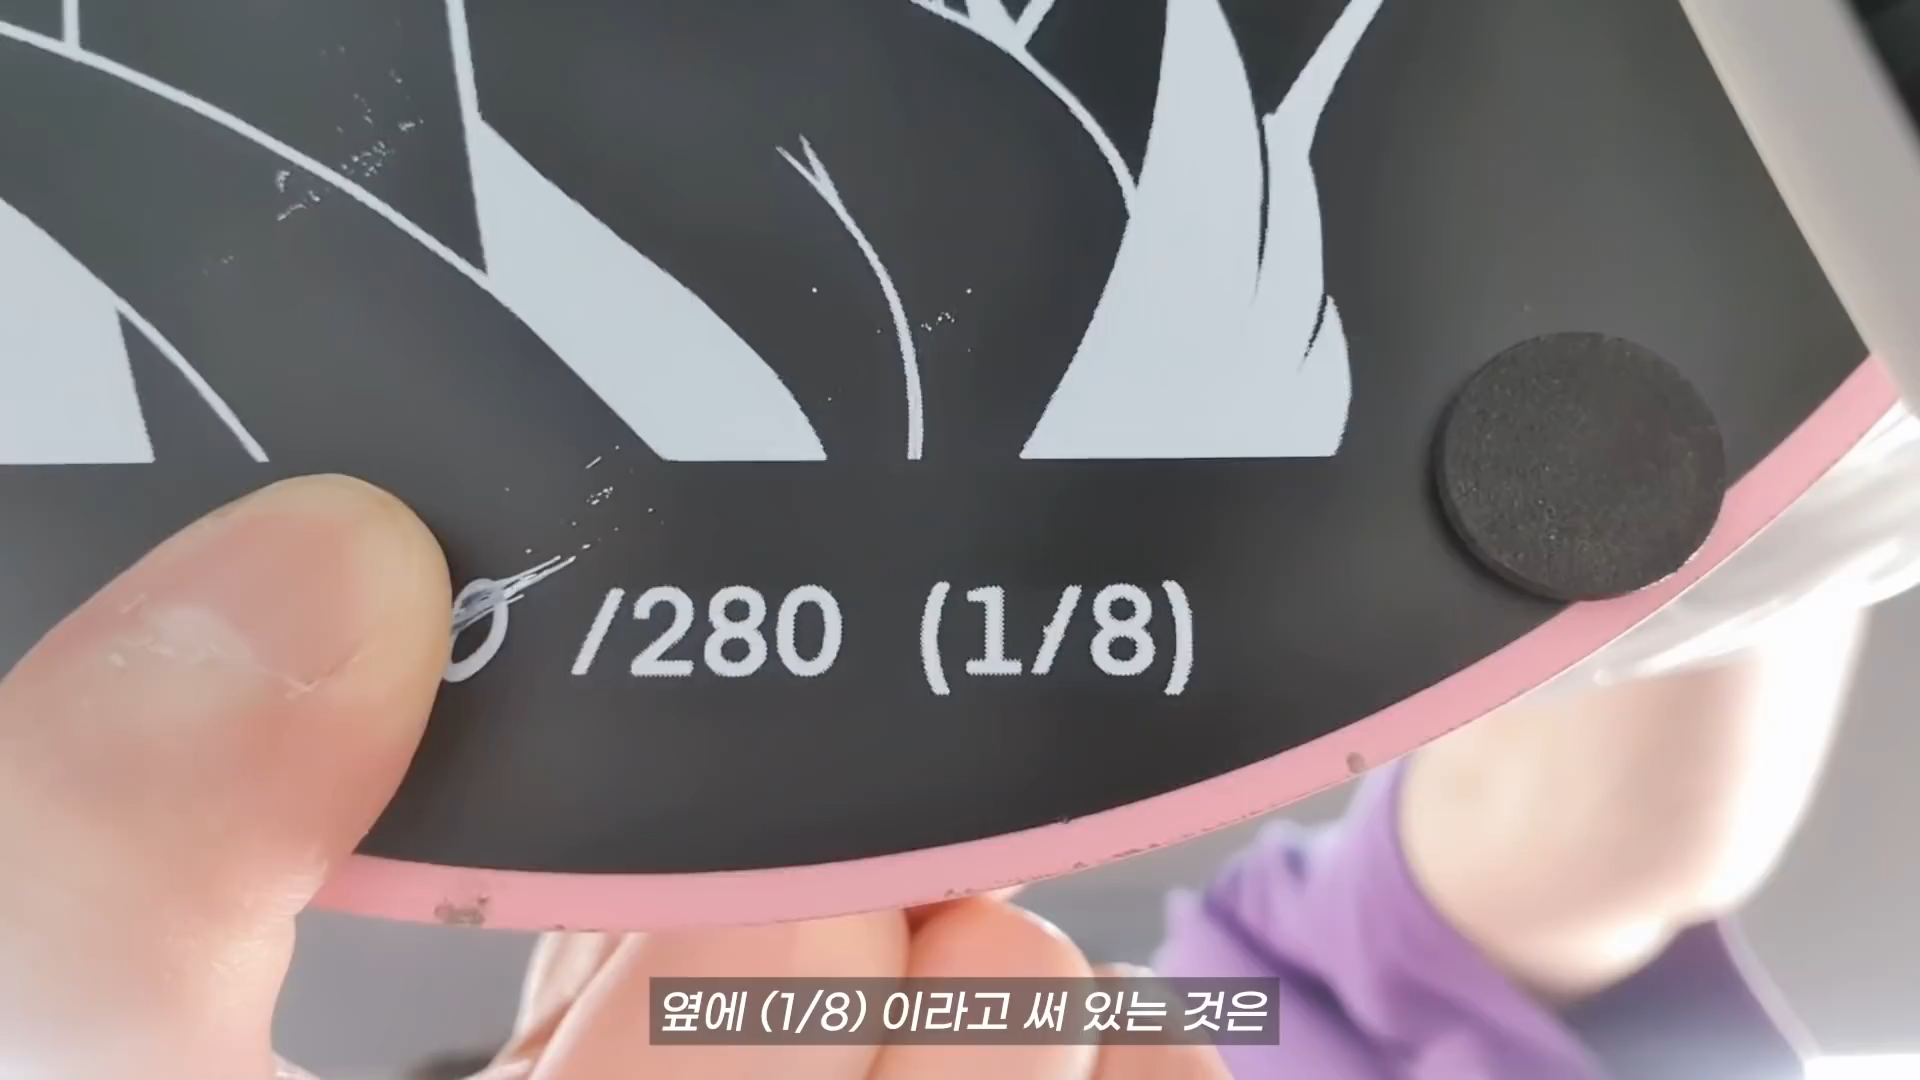 /280 (1/8)
옆에 (1/8) 이라고 써 있는 것은